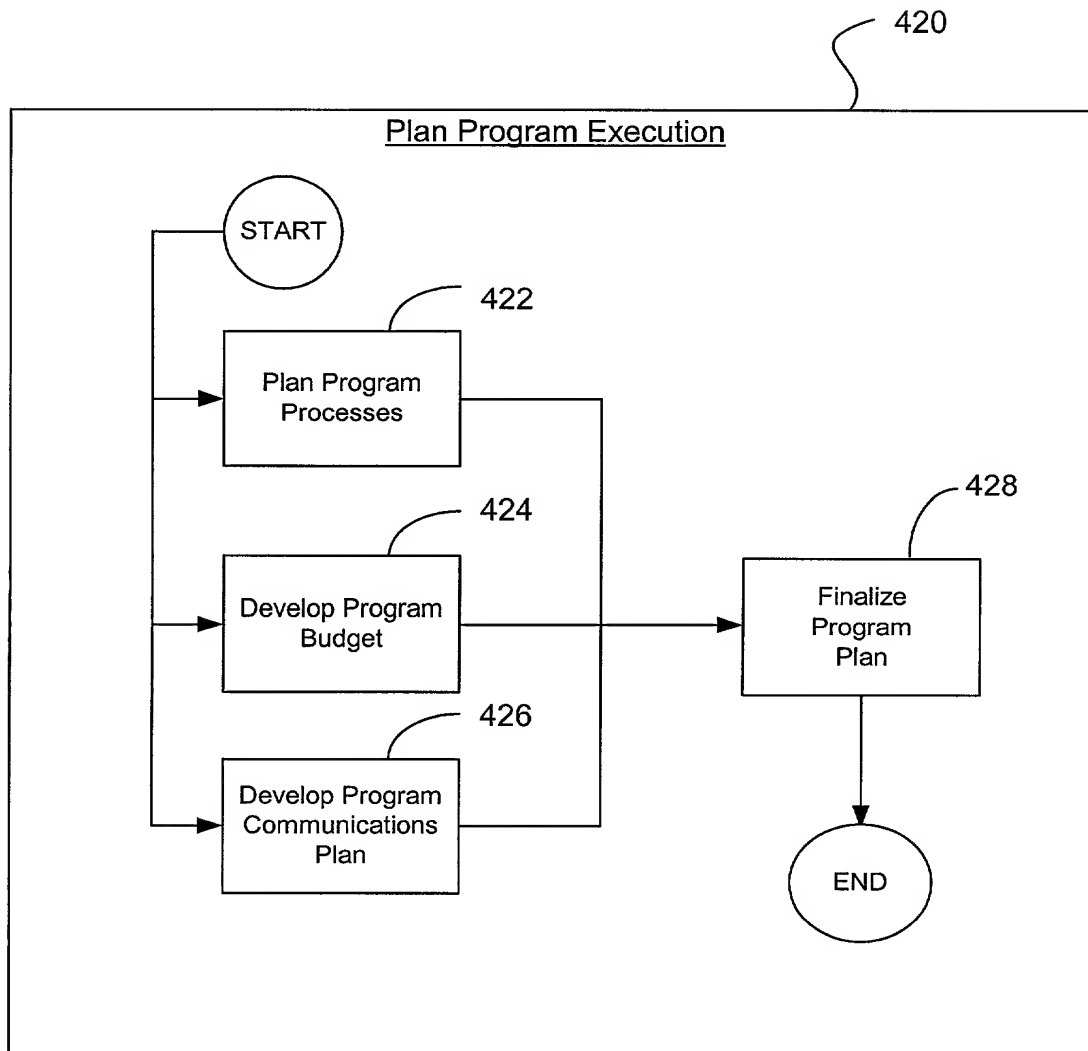 420
Plan Program Execution
START
422
Plan Program
Processes
424
Develop Program
Budget
426
Develop Program
Communications
Plan
428
Finalize
Program
Plan
END